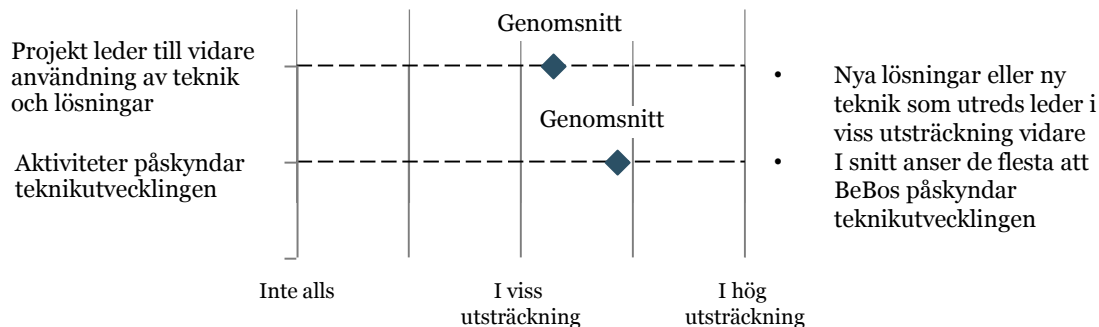 Genomsnitt
Projekt leder till vidare
användning av teknik
och lösningar
• Nya lösningar eller ny
teknik som utreds leder i
viss utsträckning vidare
Genomsnitt
Aktiviteter påskyndar
teknikutvecklingen
• I snitt anser de flesta att
BeBos påskyndar
teknikutvecklingen
Inte alls
I viss
utsträckning
I hög
utsträckning